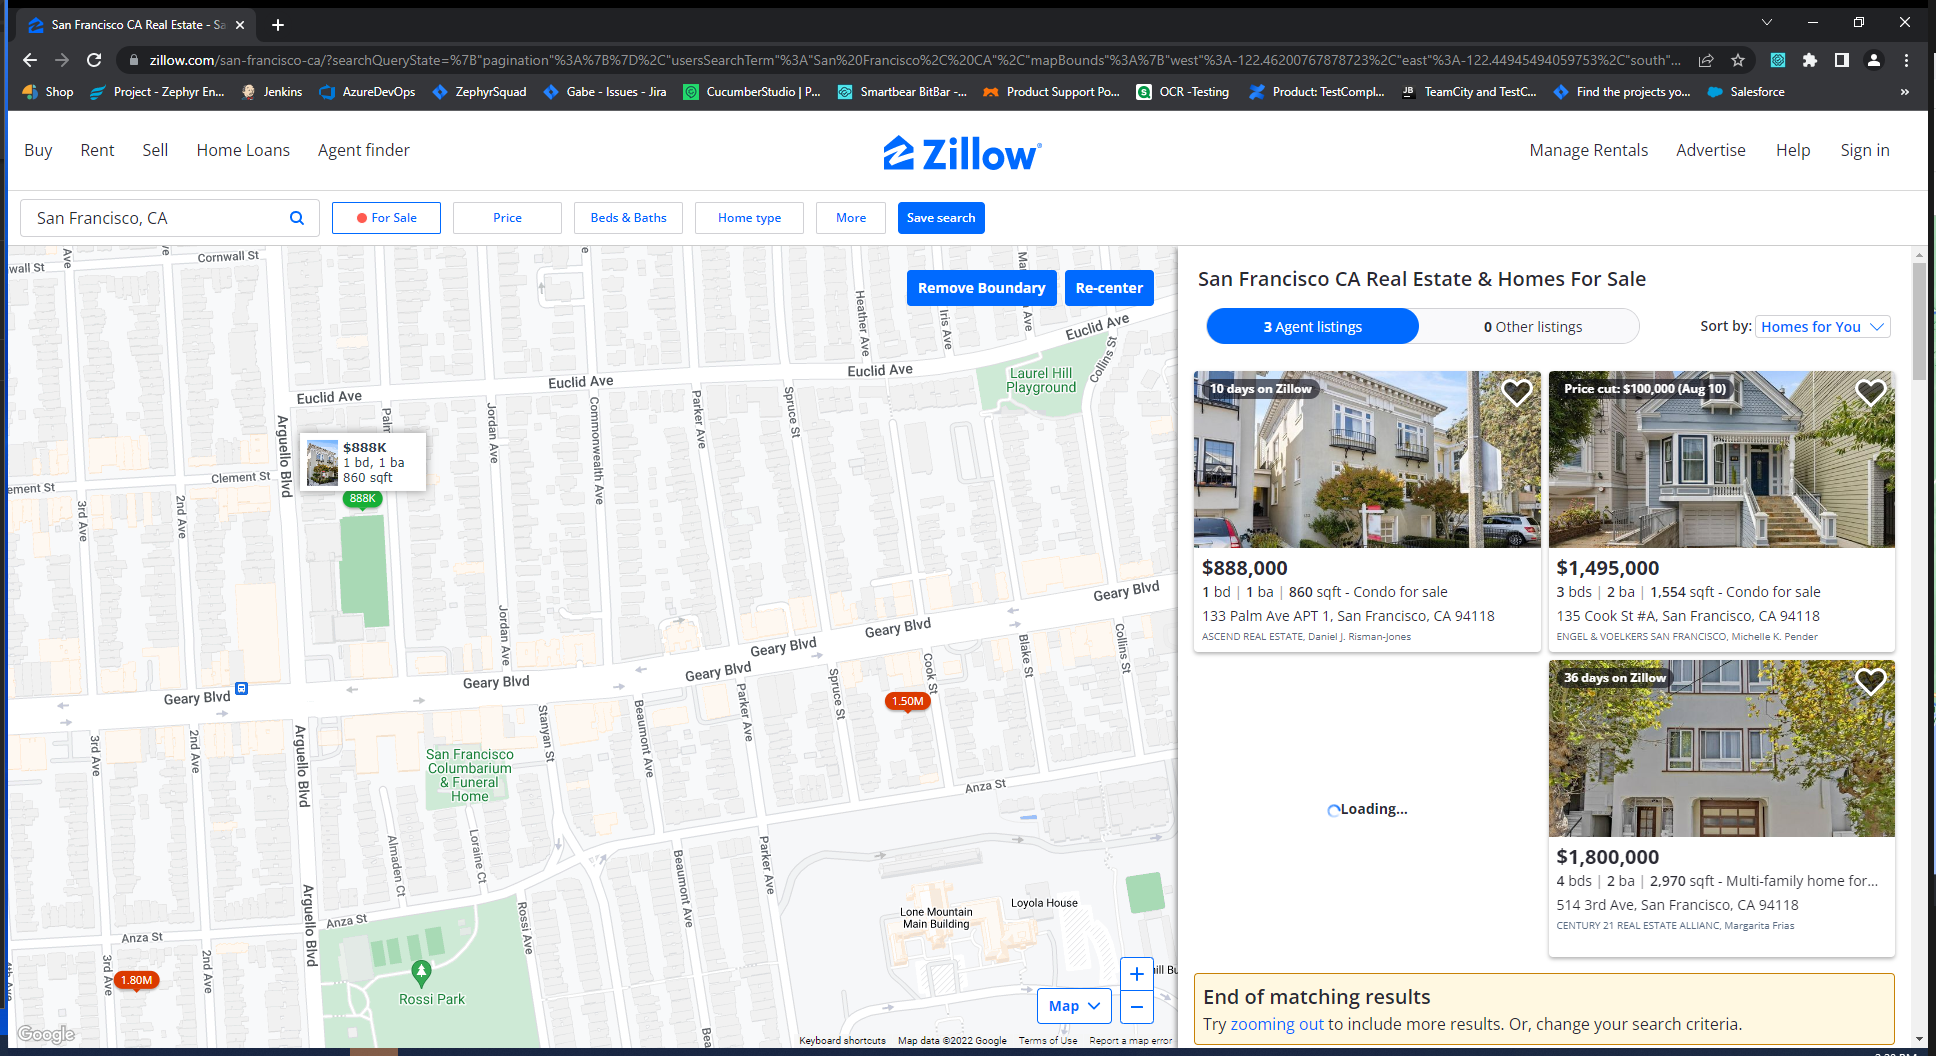 San Francisco CA Real Estate - Sa
zillow.com/san-francisco-ca/?searchQueryState=%7B"pagination"%3A%7B%7D%2C"usersSearchTerm"%3A"San%20Francisco%2C%20CA"%2C"mapBounds"%3A%7B"west"%3A-122.46200767878723%2C"east"%3A-122.44945494059753%2C"south"...
Shop
Project - Zephyr En...
Jenkins
AzureDevOps
ZephyrSquad
Gabe - Issues - Jira
CucumberStudio | P...
Smartbear BitBar -...
Product Support Po...
OCR -Testing
Product: TestCompl...
TeamCity and TestC...
Find the projects yo...
Salesforce
»
Buy
Rent
Sell
Home Loans
Agent finder
Zillow
Manage Rentals
Advertise
Help
Sign in
San Francisco, CA
For Sale
Price
Beds & Baths
Home type
More
Save search
Remove Boundary
Re-center
Cornwall St
wall St
Ave
Heather Ave
Iris Ave
Euclid Ave
Euclid Ave
Euclid Ave
Euclid Ave
Laurel Hill
Playground
Collins St
Arguello Blvd
Palm
Jordan Ave
Commonwealth Ave
Parker Ave
Spruce St
$888K
1 bd, 1 ba
860 sqft
888K
Clement St
ement St
3rd Ave
2nd Ave
Jordan Ave
Geary Blvd
Geary Blvd
Geary Blvd
Geary Blvd
Geary Blvd
Geary Blvd
Cook St
Blake St
Collins St
Spruce St
Parker Ave
Beaumont Ave
Stanyan St
1.50M
3rd Ave
2nd Ave
Arguello Blvd
San Francisco
Columbarium
& Funeral
Home
Anza St
Loyola
Almaden Ct
Loraine Ct
Beaumont Ave
Parker Ave
Arguello Blvd
Rossi Ave
Anza St
Anza St
Lone Mountain
Main Building
Loyola House
3rd Ave
2nd Ave
1.80M
Rossi Park
Bea
ill Bu
Map
+
−
Google
Keyboard shortcuts
Map data ©2022 Google
Terms of Use
Report a map error
San Francisco CA Real Estate & Homes For Sale
3 Agent listings
0 Other listings
Sort by: Homes for You
10 days on Zillow
$888,000
1 bd | 1 ba | 860 sqft - Condo for sale
133 Palm Ave APT 1, San Francisco, CA 94118
ASCEND REAL ESTATE, Daniel J. Risman-Jones
Price cut: $100,000 (Aug 10)
$1,495,000
3 bds | 2 ba | 1,554 sqft - Condo for sale
135 Cook St #A, San Francisco, CA 94118
ENGEL & VOELKERS SAN FRANCISCO, Michelle K. Pender
Loading...
36 days on Zillow
$1,800,000
4 bds | 2 ba | 2,970 sqft - Multi-family home for...
514 3rd Ave, San Francisco, CA 94118
CENTURY 21 REAL ESTATE ALLIANC, Margarita Frias
End of matching results
Try zooming out to include more results. Or, change your search criteria.